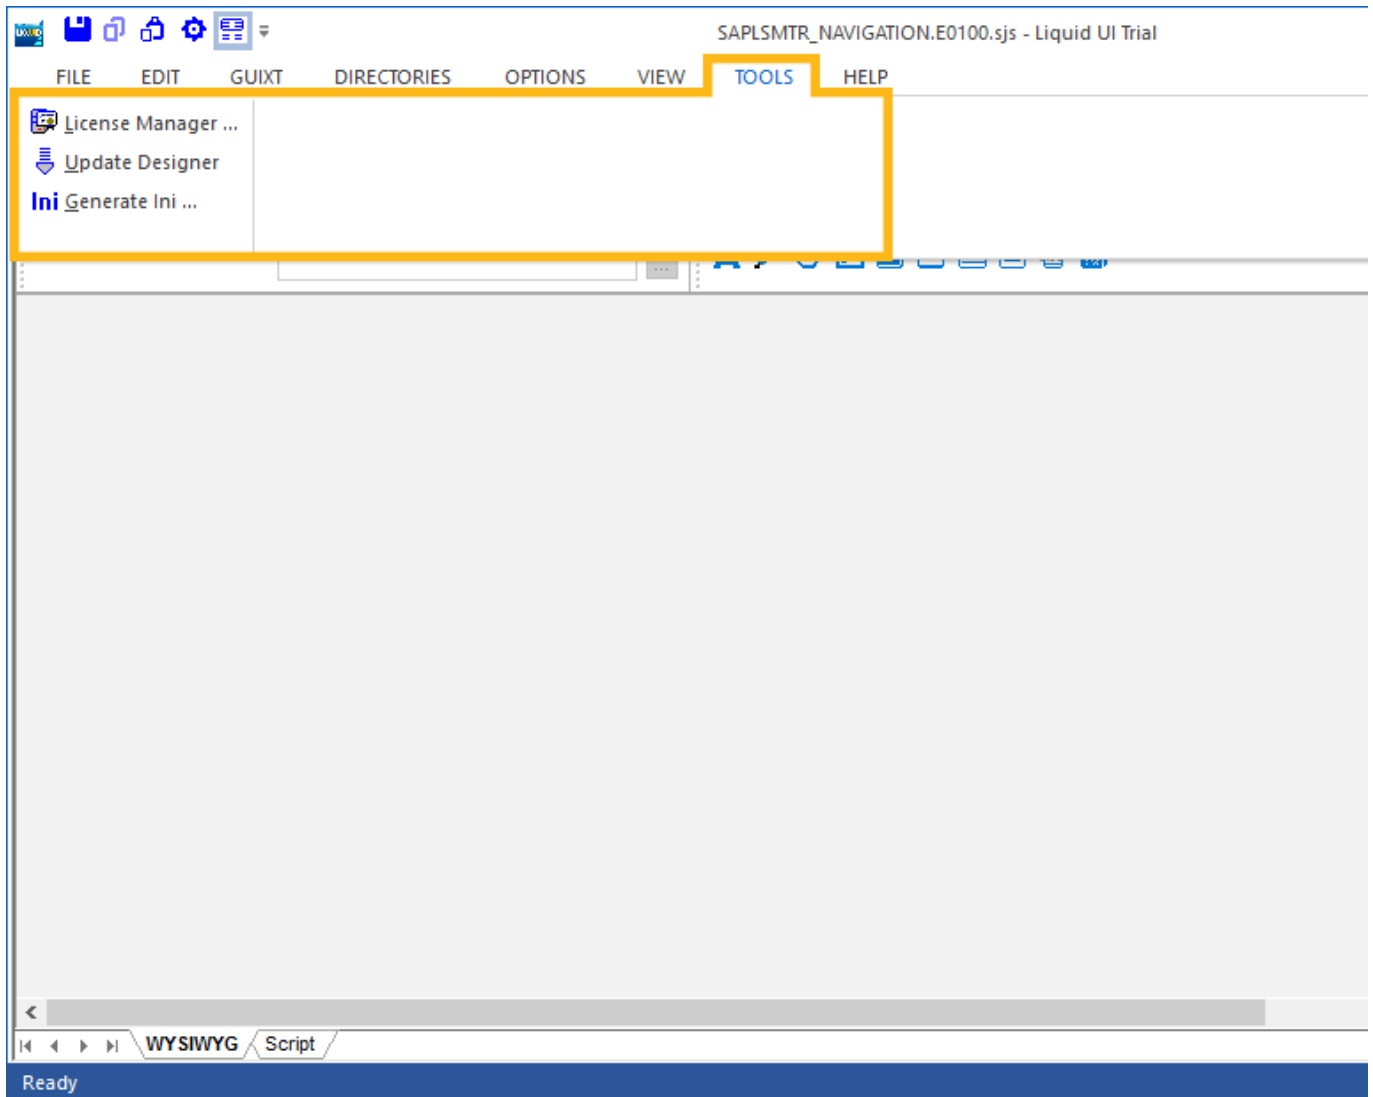 SAPLSMTR_NAVIGATION.E0100.sjs - Liquid UI Trial
FILE EDIT GUIXT DIRECTORIES OPTIONS VIEW TOOLS HELP
License Manager ...
Update Designer
Ini Generate Ini ...
...
WYSIWYG Script
Ready